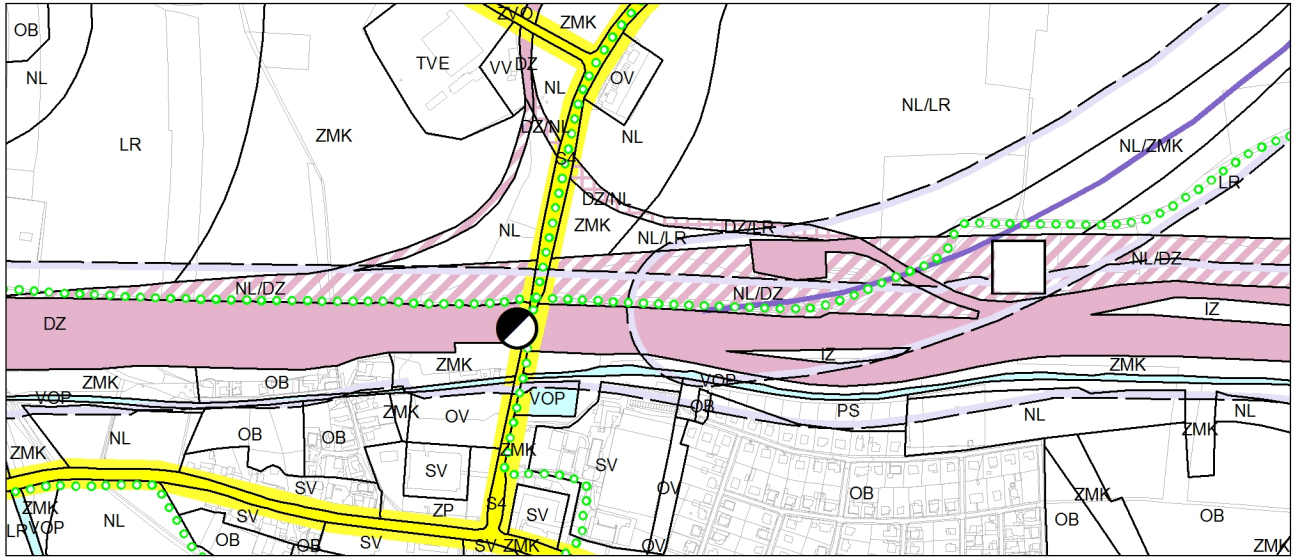 ZVO
ZMK
OB
TVE
VV
DZ
OV
NL
NL
NL/LR
LR
ZMK
DZ/NL
NL
NL/ZMK
S4
LR
DZ/NL
NL
ZMK
DZ/LR
NL/LR
NL/DZ
NL/DZ
NL/DZ
IZ
DZ
IZ
ZMK
ZMK
ZMK
OB
VOP
VOP
VOP
OB
PS
NL
NL
ZMK
OV
ZMK
NL
OB
OB
ZMK
ZMK
SV
SV
SV
OV
OB
ZMK
S4
ZMK
ZP
SV
LR
VOP
NL
SV
OB
OB
OB
OB
SV
SV
ZMK
OV
ZMK